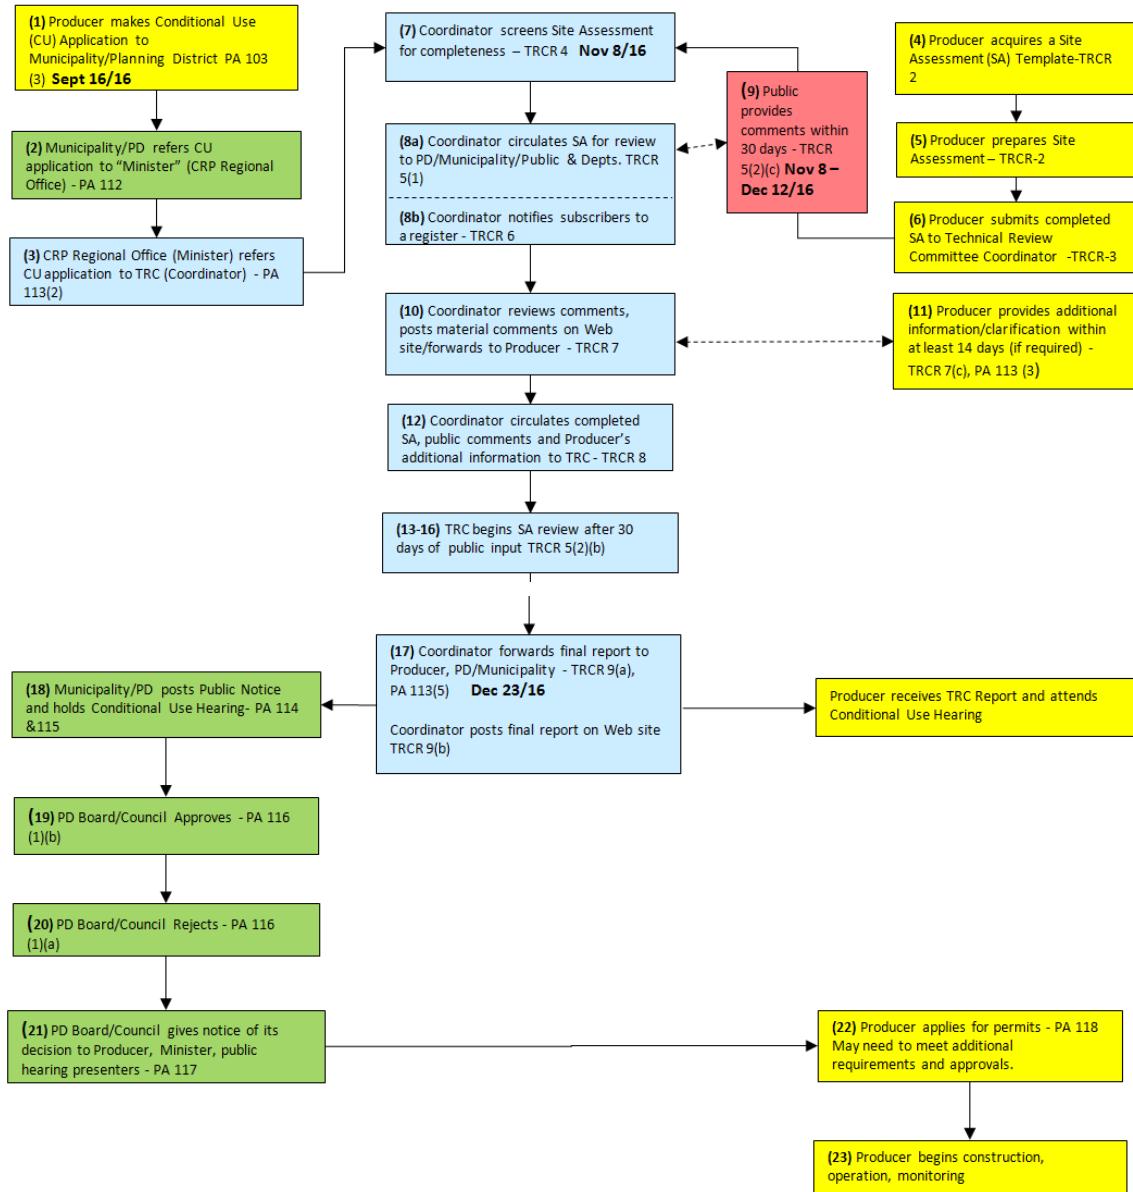 (1) Producer makes Conditional Use
(CU) Application to
Municipality/Planning District PA 103
(3) Sept 16/16
(2) Municipality/PD refers CU
application to “Minister” (CRP Regional
Office) - PA 112
(3) CRP Regional Office (Minister) refers
CU application to TRC (Coordinator) - PA
113(2)
(7) Coordinator screens Site Assessment
for completeness – TRCR 4 Nov 8/16
(8a) Coordinator circulates SA for review
to PD/Municipality/Public & Depts. TRCR
5(1)
(8b) Coordinator notifies subscribers to
a register - TRCR 6
(9) Public
provides
comments within
30 days - TRCR
5(2)(c) Nov 8 –
Dec 12/16
(4) Producer acquires a Site
Assessment (SA) Template-TRCR
2
(5) Producer prepares Site
Assessment – TRCR-2
(6) Producer submits completed
SA to Technical Review
Committee Coordinator -TRCR-3
(10) Coordinator reviews comments,
posts material comments on Web
site/forwards to Producer - TRCR 7
(11) Producer provides additional
information/clarification within
at least 14 days (if required) -
TRCR 7(c), PA 113 (3)
(12) Coordinator circulates completed
SA, public comments and Producer’s
additional information to TRC - TRCR 8
(13-16) TRC begins SA review after 30
days of public input TRCR 5(2)(b)
(17) Coordinator forwards final report to
Producer, PD/Municipality - TRCR 9(a),
PA 113(5) Dec 23/16
Coordinator posts final report on Web site
TRCR 9(b)
(18) Municipality/PD posts Public Notice
and holds Conditional Use Hearing- PA 114
&115
Producer receives TRC Report and attends
Conditional Use Hearing
(19) PD Board/Council Approves - PA 116
(1)(b)
(20) PD Board/Council Rejects - PA 116
(1)(a)
(21) PD Board/Council gives notice of its
decision to Producer, Minister, public
hearing presenters - PA 117
(22) Producer applies for permits - PA 118
May need to meet additional
requirements and approvals.
(23) Producer begins construction,
operation, monitoring